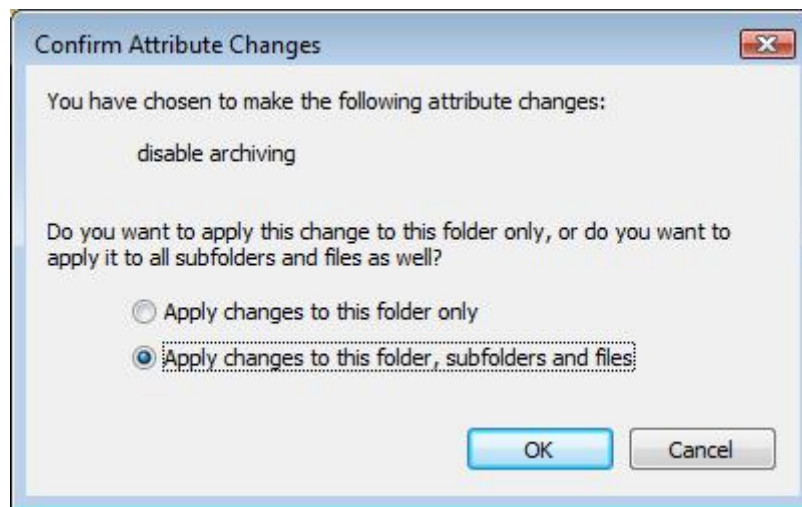 Confirm Attribute Changes
You have chosen to make the following attribute changes:
disable archiving
Do you want to apply this change to this folder only, or do you want to
apply it to all subfolders and files as well?
Apply changes to this folder only
Apply changes to this folder, subfolders and files
OK
Cancel